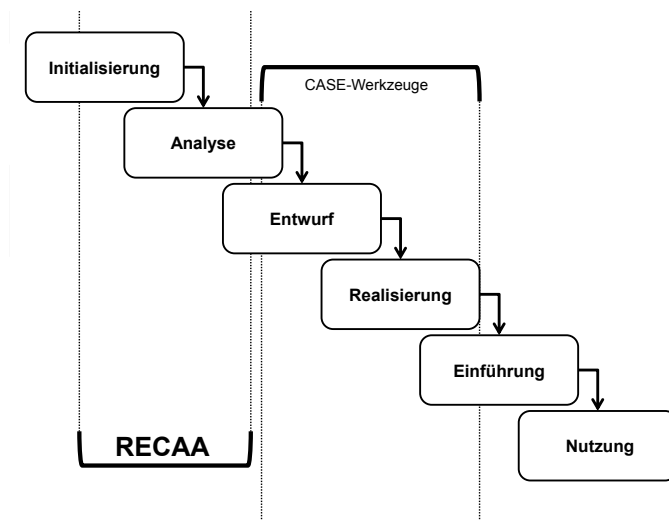 Initialisierung
CASE-Werkzeuge
Analyse
Entwurf
Realisierung
Einführung
RECAA
Nutzung